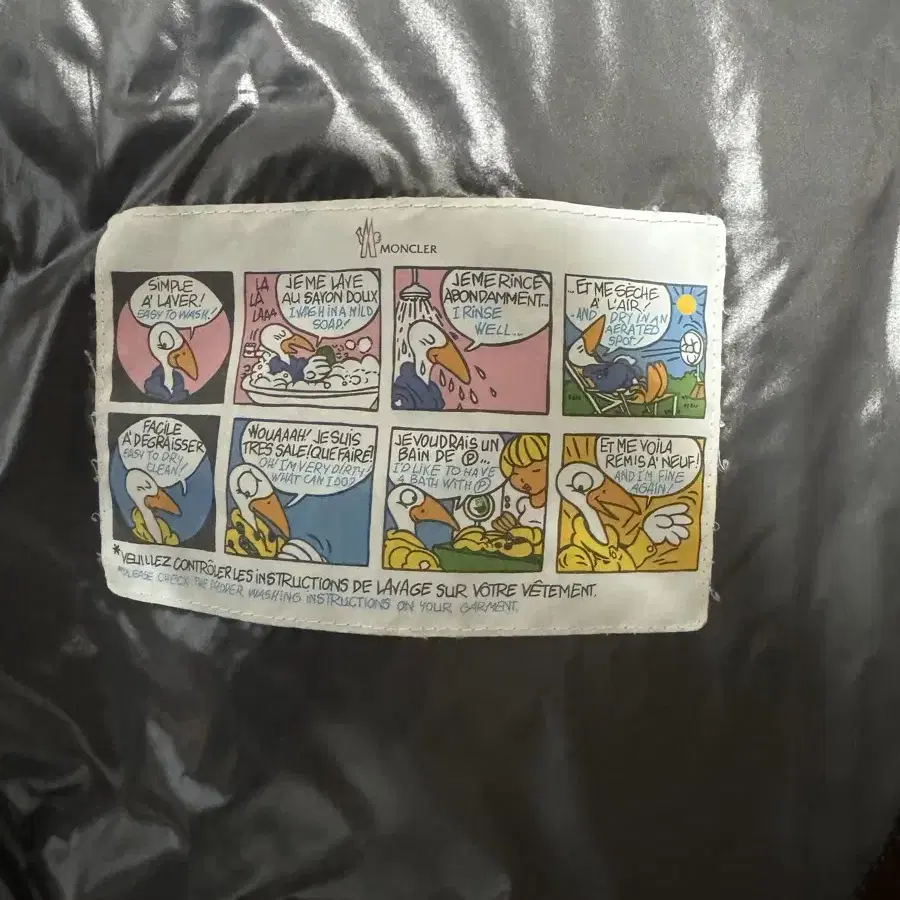 MONCLER
SIMPLE
A' LAVER!
EASY TO WASH!
LA
LA
LAAA
JE ME LAVE
AU SAVON DOUX
I WASH IN A MILD
SOAP!
JE ME RINCE
ABONDAMMENT...
I RINSE
WELL...
...ET ME SÈCHE
A' L'AIR!
-AND DRY IN AN
AERATED
SPOT!
FACILE
A' DÉGRAISSER
EASY TO DRY
CLEAN!
WOUAAAH! JE SUIS
TRES SALE! QUE FAIRE?
OH! I'M VERY DIRTY!
WHAT CAN I DO?
JE VOUDRAIS UN
BAIN DE Ⓟ...
I'D LIKE TO HAVE
A BATH WITH Ⓟ
ET ME VOILA
REMIS A' NEUF!
AND I'M FINE
AGAIN!
*VEUILLEZ CONTRÔLER LES INSTRUCTIONS DE LAVAGE SUR VÔTRE VÊTEMENT.
*PLEASE CHECK THE PROPER WASHING INSTRUCTIONS ON YOUR GARMENT.